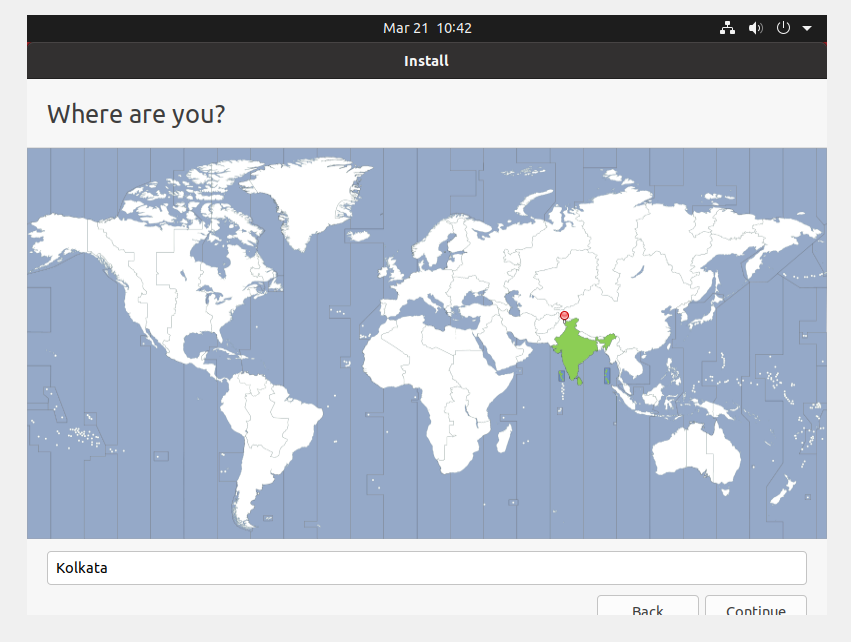 Mar 21 10:42
Install
Where are you?
Kolkata
Back
Continue